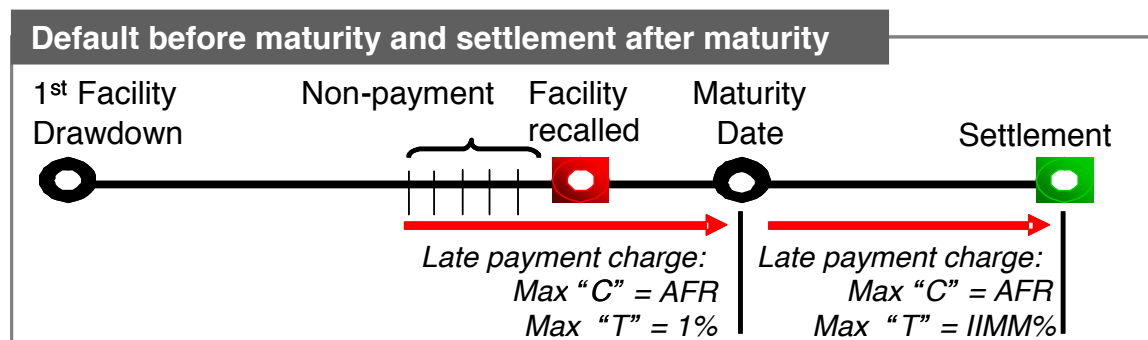 Default before maturity and settlement after maturity
1st Facility
Drawdown
Non-payment
Facility
recalled
Maturity
Date
Settlement
Late payment charge:
Max “C” = AFR
Max “T” = 1%
Late payment charge:
Max “C” = AFR
Max “T” = IIMM%